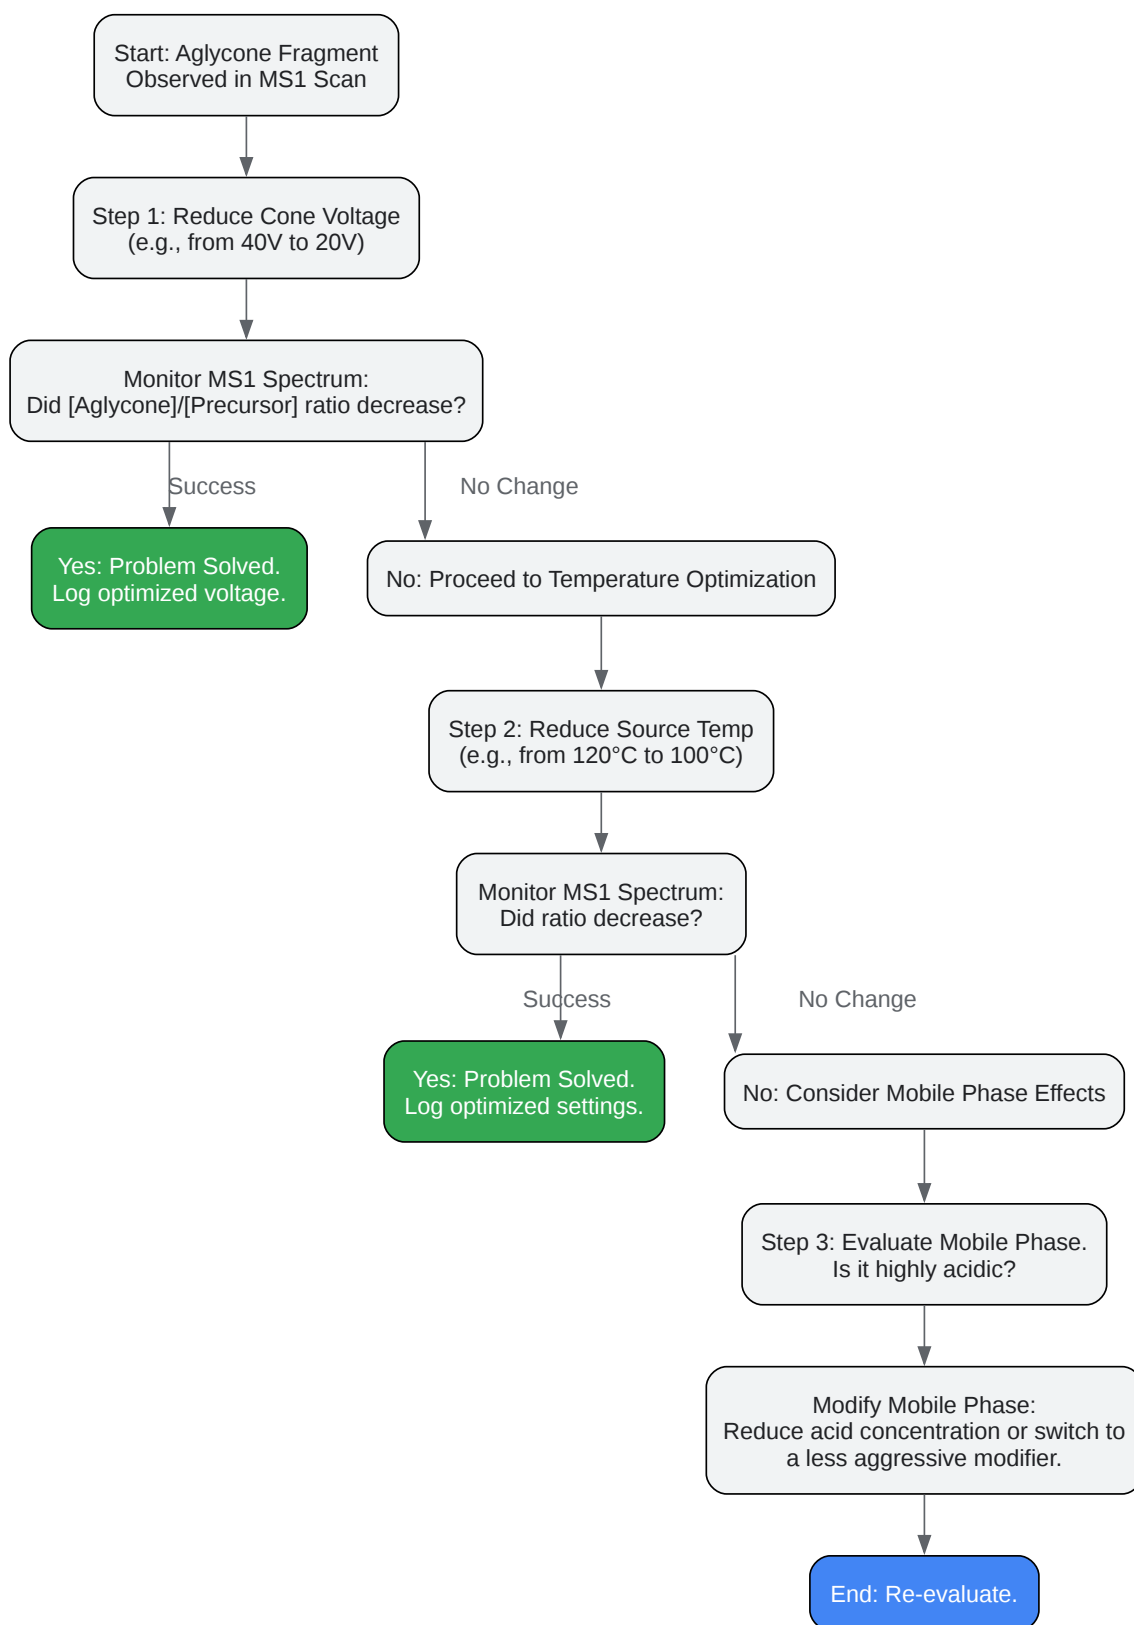 Start: Aglycone Fragment
Observed in MS1 Scan
Step 1: Reduce Cone Voltage
(e.g., from 40V to 20V)
Monitor MS1 Spectrum:
Did [Aglycone]/[Precursor] ratio decrease?
Success
No Change
Yes: Problem Solved.
Log optimized voltage.
No: Proceed to Temperature Optimization
Step 2: Reduce Source Temp
(e.g., from 120°C to 100°C)
Monitor MS1 Spectrum:
Did ratio decrease?
Success
No Change
Yes: Problem Solved.
Log optimized settings.
No: Consider Mobile Phase Effects
Step 3: Evaluate Mobile Phase.
Is it highly acidic?
Modify Mobile Phase:
Reduce acid concentration or switch to
a less aggressive modifier.
End: Re-evaluate.